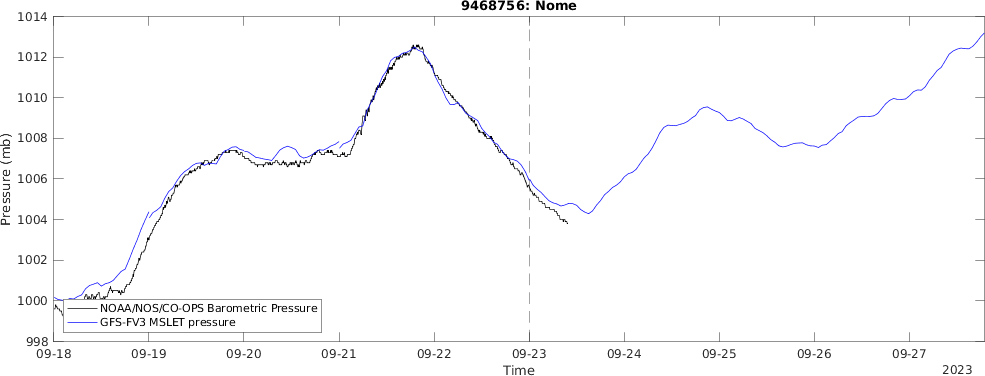 9468756: Nome
1014
1012
1010
1008
1006
1004
1002
1000
998
Pressure (mb)
NOAA/NOS/CO-OPS Barometric Pressure
GFS-FV3 MSLET pressure
09-18 09-19 09-20 09-21 09-22 09-23 09-24 09-25 09-26 09-27
Time
2023